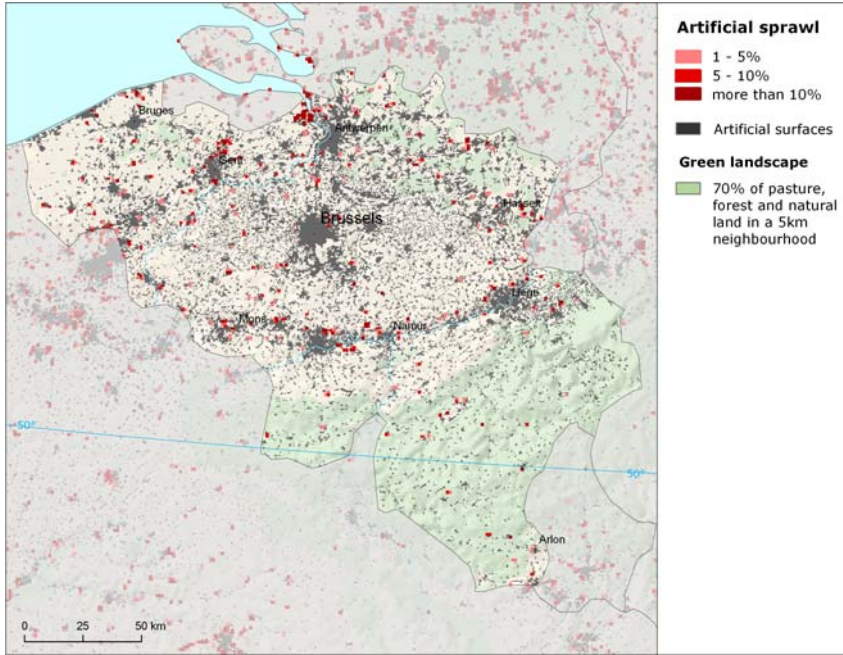 Artificial sprawl
1 - 5%
5 - 10%
more than 10%
Artificial surfaces
Green landscape
70% of pasture,
forest and natural
land in a 5km
neighbourhood
Bruges
Antwerpen
Gent
Hasselt
Brussels
Liege
Mons
Namur
50°
50°
Arlon
0 25 50 km